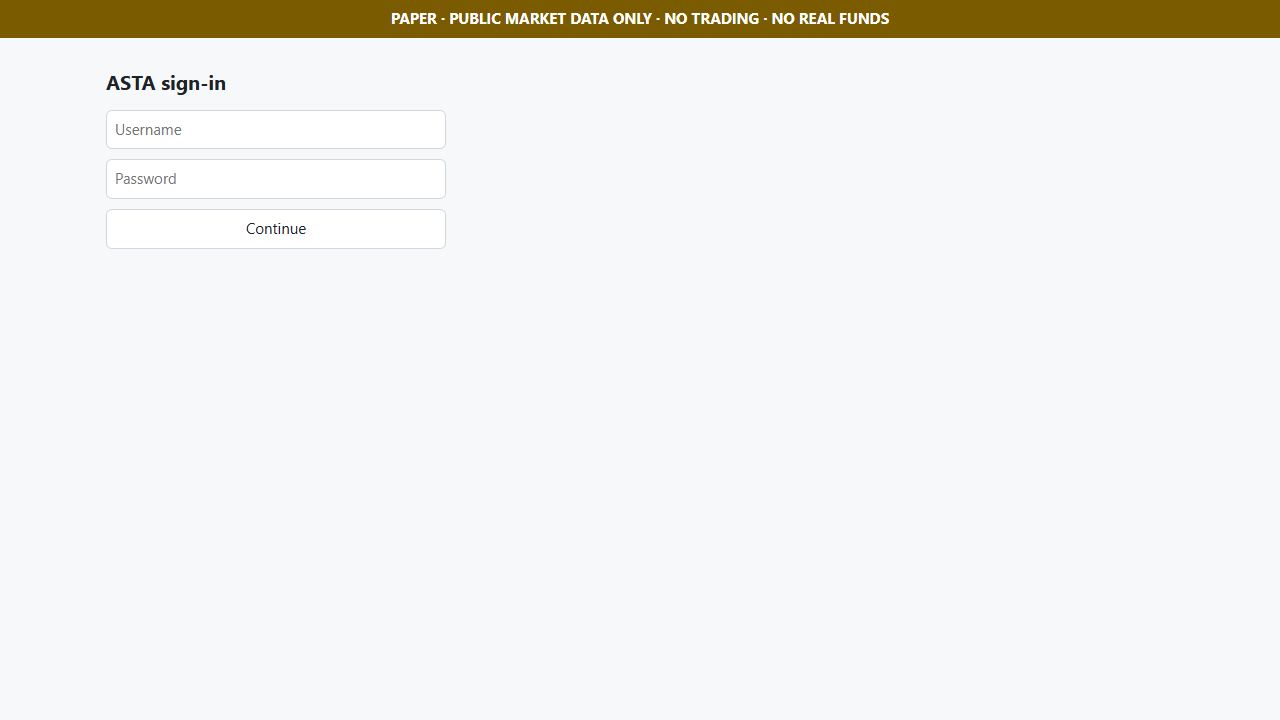 PAPER · PUBLIC MARKET DATA ONLY · NO TRADING · NO REAL FUNDS
ASTA sign-in
Username
Password
Continue